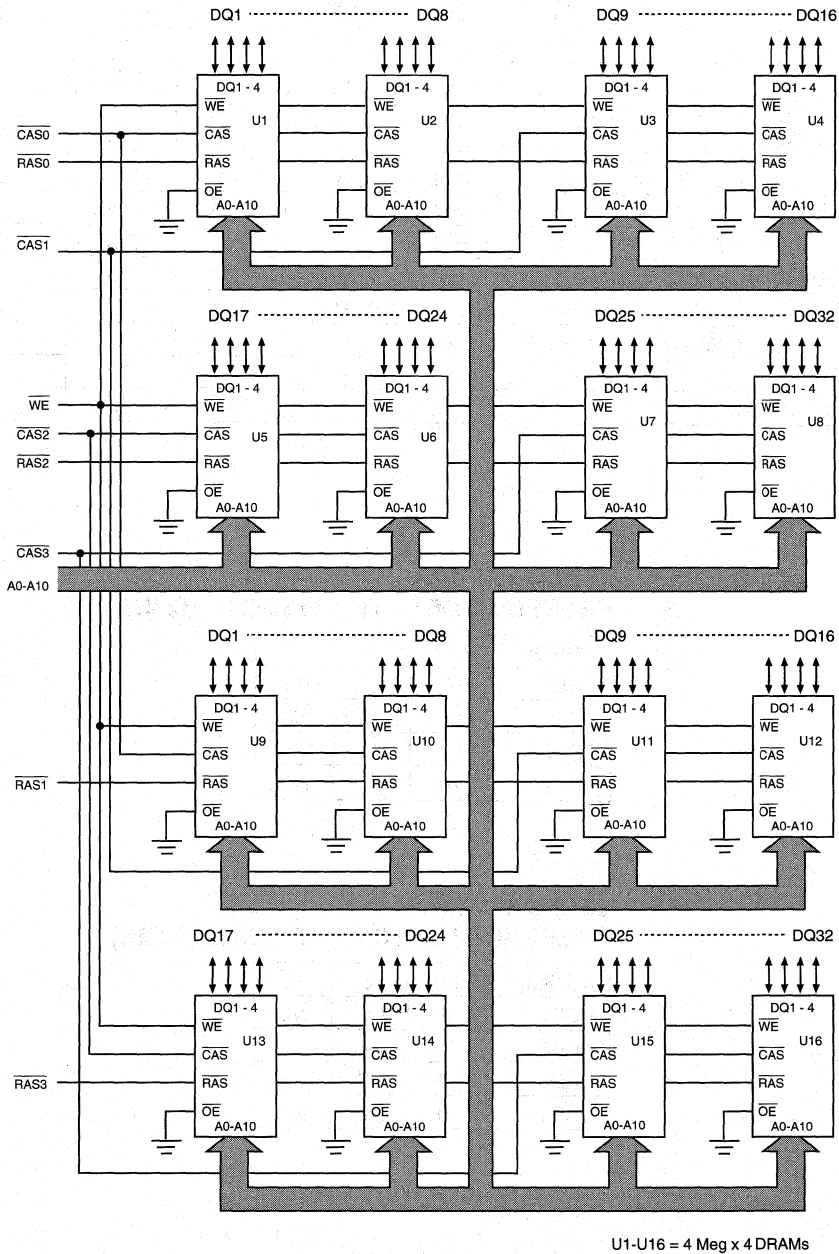 DQ1 DQ8 DQ9 DQ16
DQ1 - 4 DQ1 - 4 DQ1 - 4 DQ1 - 4
WE WE WE WE
U1 U2 U3 U4
CAS0 CAS CAS CAS CAS
RAS0 RAS RAS RAS RAS
OE OE OE OE
A0-A10 A0-A10 A0-A10 A0-A10
CAS1
DQ17 DQ24 DQ25 DQ32
DQ1 - 4 DQ1 - 4 DQ1 - 4 DQ1 - 4
WE WE WE WE WE
U7 U8
CAS2 CAS U5 CAS U6 CAS CAS
RAS2 RAS RAS RAS RAS
OE OE OE OE
A0-A10 A0-A10 A0-A10 A0-A10
CAS3
A0-A10
DQ1 DQ8 DQ9 DQ16
DQ1 - 4 DQ1 - 4 DQ1 - 4 DQ1 - 4
WE WE WE WE
U9 U10 U11 U12
CAS CAS CAS CAS
RAS1 RAS RAS RAS RAS
OE OE OE OE
A0-A10 A0-A10 A0-A10 A0-A10
DQ17 DQ24 DQ25 DQ32
DQ1 - 4 DQ1 - 4 DQ1 - 4 DQ1 - 4
WE WE WE WE
U13 U14 U15 U16
CAS CAS CAS CAS
RAS3 RAS RAS RAS RAS
OE OE OE OE
A0-A10 A0-A10 A0-A10 A0-A10
U1-U16 = 4 Meg x 4 DRAMs